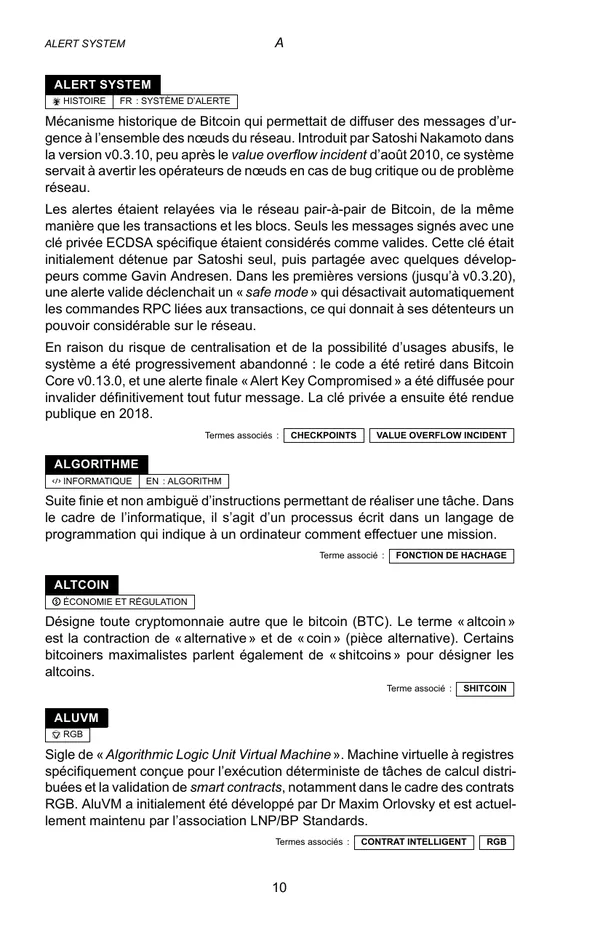 ALERT SYSTEM A
ALERT SYSTEM
HISTOIRE FR : SYSTÈME D'ALERTE
Mécanisme historique de Bitcoin qui permettait de diffuser des messages d'ur-
gence à l'ensemble des nœuds du réseau. Introduit par Satoshi Nakamoto dans
la version v0.3.10, peu après le value overflow incident d'août 2010, ce système
servait à avertir les opérateurs de nœuds en cas de bug critique ou de problème
réseau.
Les alertes étaient relayées via le réseau pair-à-pair de Bitcoin, de la même
manière que les transactions et les blocs. Seuls les messages signés avec une
clé privée ECDSA spécifique étaient considérés comme valides. Cette clé était
initialement détenue par Satoshi seul, puis partagée avec quelques dévelop-
peurs comme Gavin Andresen. Dans les premières versions (jusqu'à v0.3.20),
une alerte valide déclenchait un « safe mode » qui désactivait automatiquement
les commandes RPC liées aux transactions, ce qui donnait à ses détenteurs un
pouvoir considérable sur le réseau.
En raison du risque de centralisation et de la possibilité d'usages abusifs, le
système a été progressivement abandonné : le code a été retiré dans Bitcoin
Core v0.13.0, et une alerte finale « Alert Key Compromised » a été diffusée pour
invalider définitivement tout futur message. La clé privée a ensuite été rendue
publique en 2018.
Termes associés : CHECKPOINTS VALUE OVERFLOW INCIDENT
ALGORITHME
INFORMATIQUE EN : ALGORITHM
Suite finie et non ambiguë d'instructions permettant de réaliser une tâche. Dans
le cadre de l'informatique, il s'agit d'un processus écrit dans un langage de
programmation qui indique à un ordinateur comment effectuer une mission.
Terme associé : FONCTION DE HACHAGE
ALTCOIN
ÉCONOMIE ET RÉGULATION
Désigne toute cryptomonnaie autre que le bitcoin (BTC). Le terme « altcoin »
est la contraction de « alternative » et de « coin » (pièce alternative). Certains
bitcoiners maximalistes parlent également de « shitcoins » pour désigner les
altcoins.
Terme associé : SHITCOIN
ALUVM
RGB
Sigle de « Algorithmic Logic Unit Virtual Machine ». Machine virtuelle à registres
spécifiquement conçue pour l'exécution déterministe de tâches de calcul distri-
buées et la validation de smart contracts, notamment dans le cadre des contrats
RGB. AluVM a initialement été développé par Dr Maxim Orlovsky et est actuel-
lement maintenu par l'association LNP/BP Standards.
Termes associés : CONTRAT INTELLIGENT RGB
10